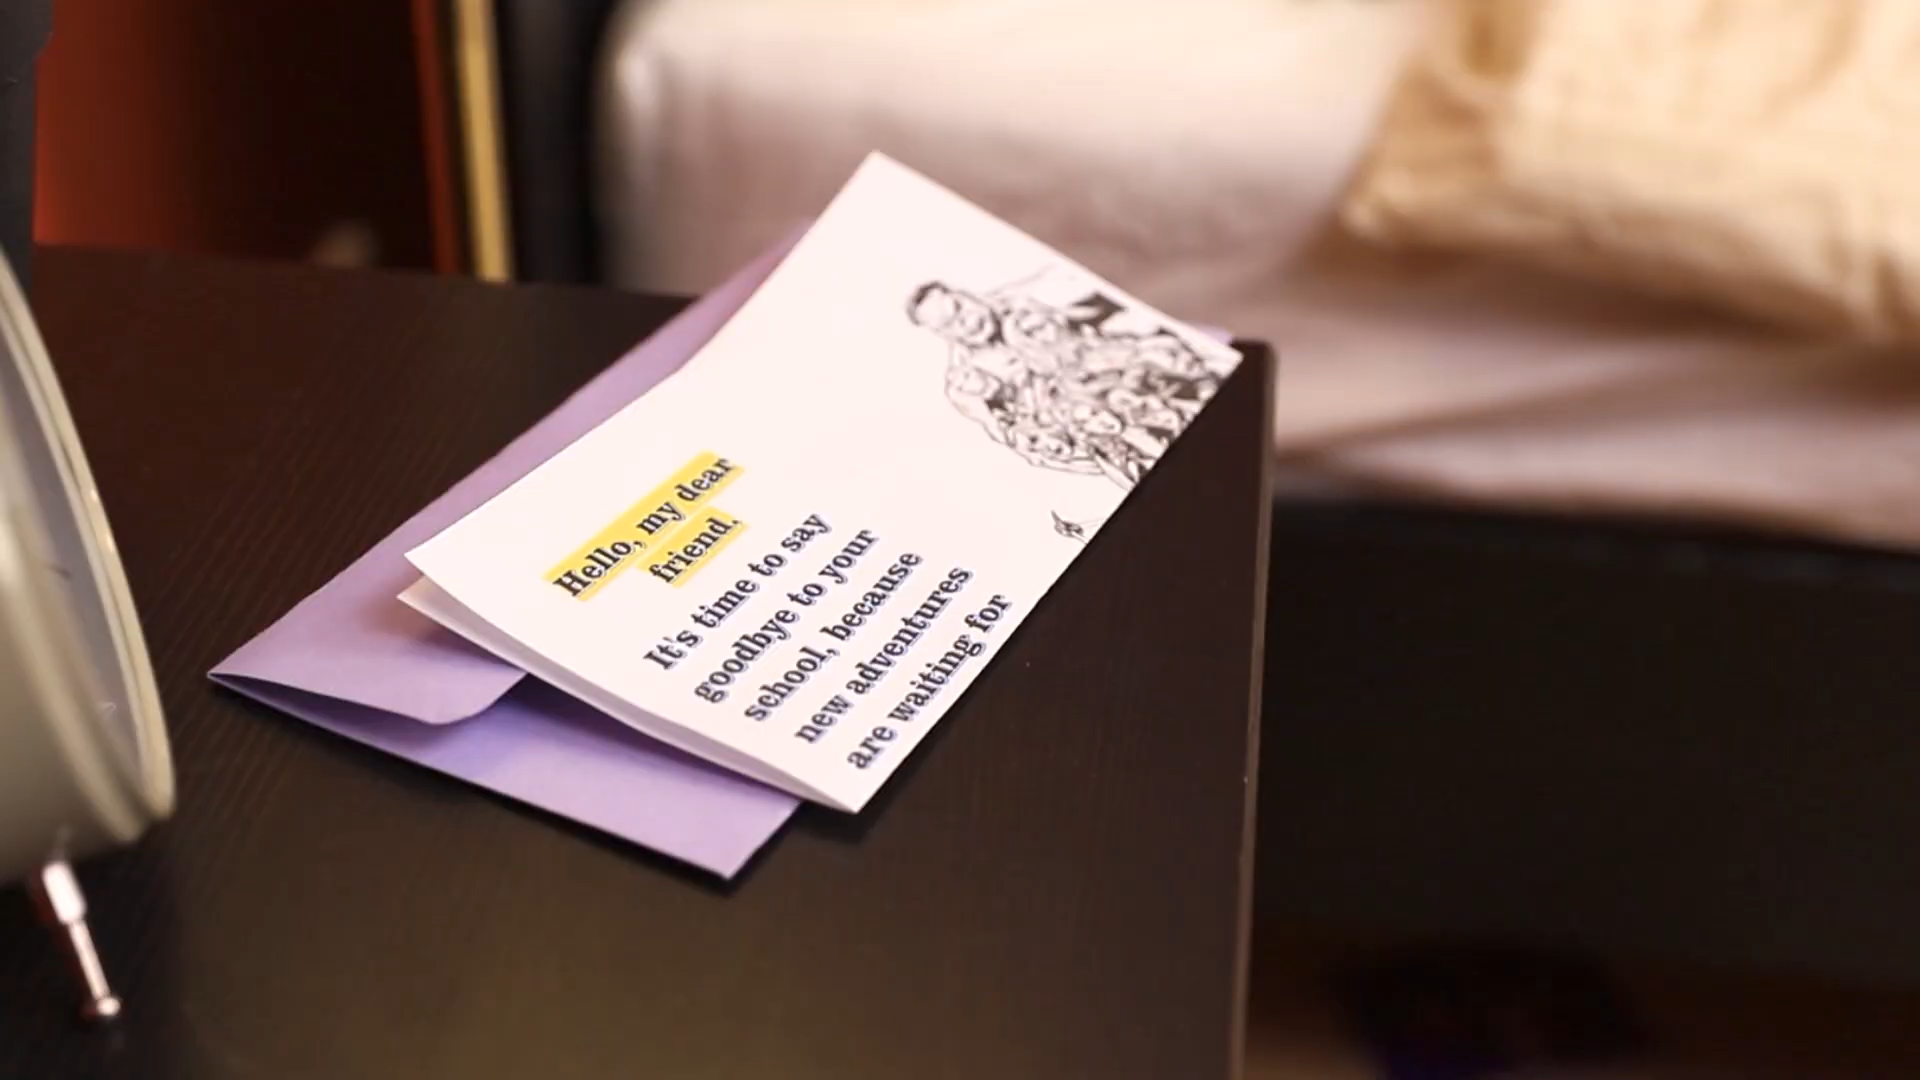 Hello, my dear
friend.
It's time to say
goodbye to your
school, because
new adventures
are waiting for